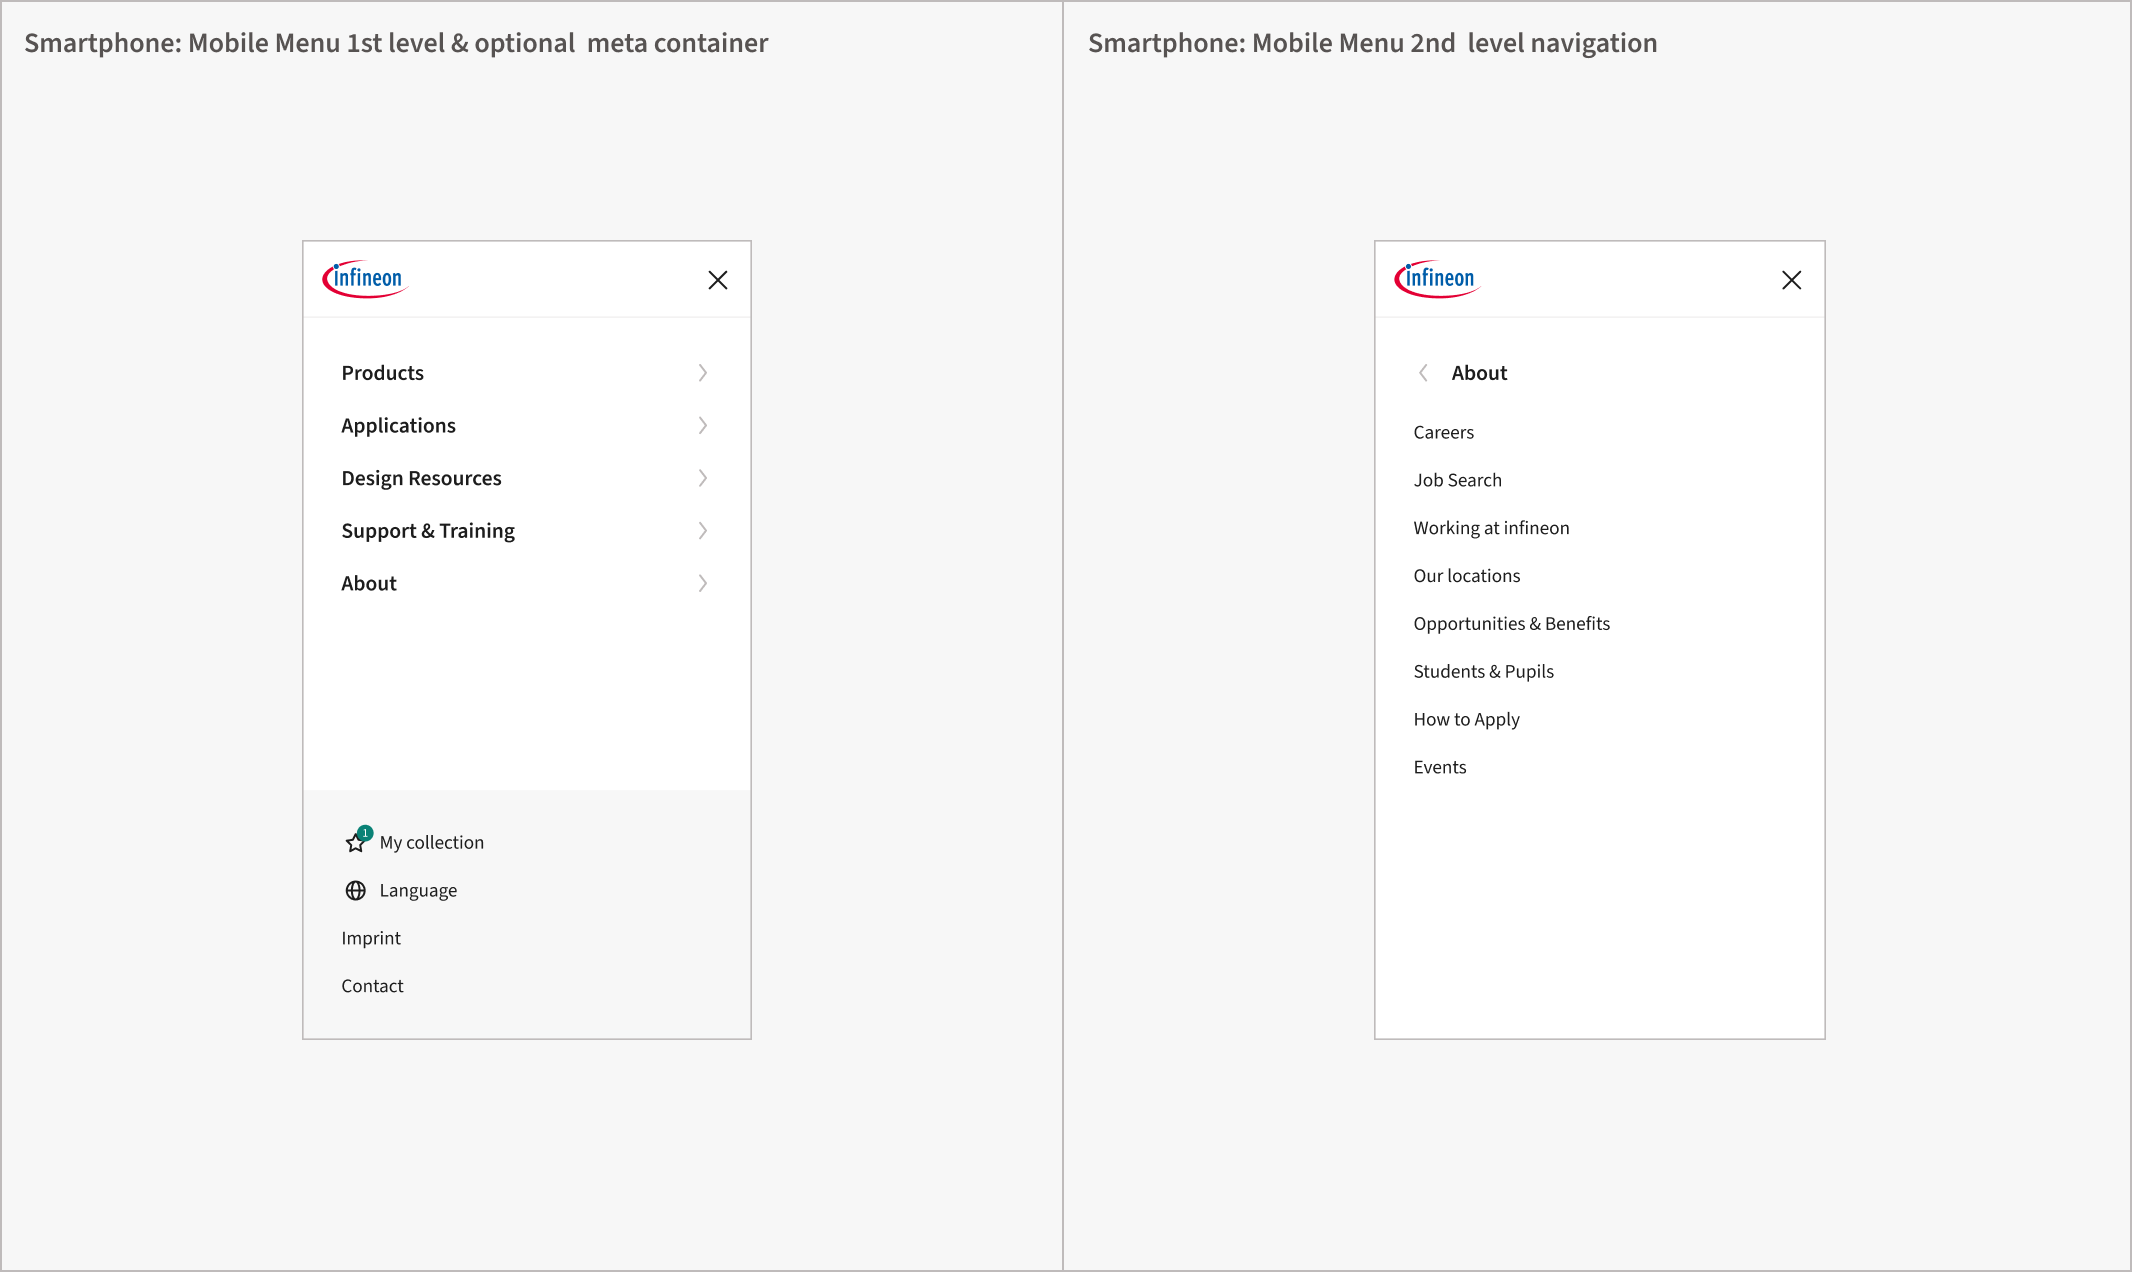 Smartphone: Mobile Menu 1st level & optional  meta container
infineon
Products
Applications
Design Resources
Support & Training
About
1
My collection
Language
Imprint
Contact
Smartphone: Mobile Menu 2nd  level navigation
infineon
About
Careers
Job Search
Working at infineon
Our locations
Opportunities & Benefits
Students & Pupils
How to Apply
Events